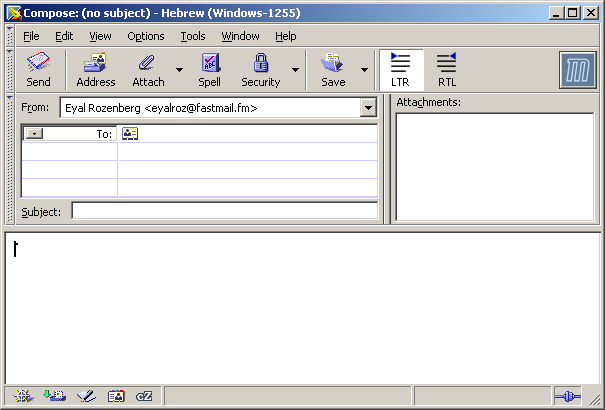 Compose: (no subject) - Hebrew (Windows-1255)
File Edit View Options Tools Window Help
Send Address Attach Spell Security Save LTR RTL
From: Eyal Rozenberg <eyalroz@fastmail.fm>
Attachments:
To:
Subject:
cZ